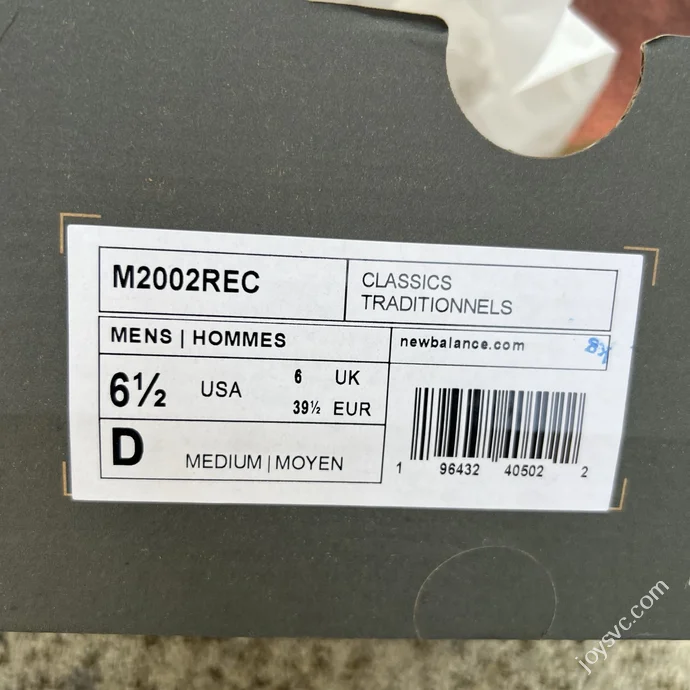 M2002REC
CLASSICS
TRADITIONNELS
MENS | HOMMES
newbalance.com
6½ USA 6 UK
39½ EUR
D MEDIUM | MOYEN
1 96432 40502 2
joysvc.com